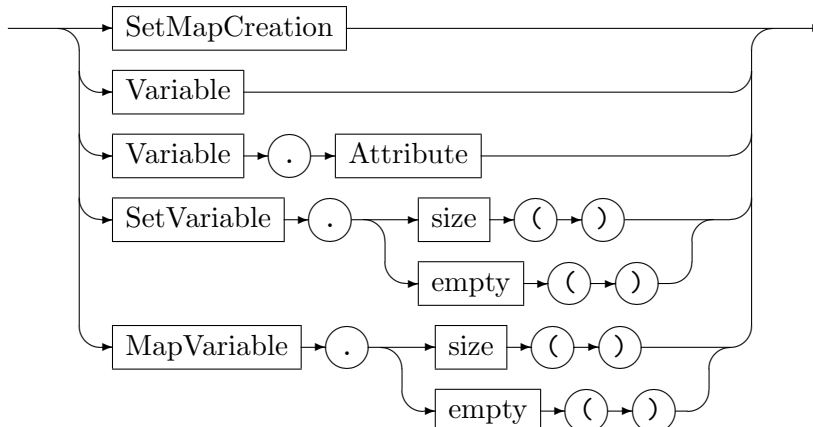 SetMapCreation
Variable
Variable . Attribute
SetVariable . size ( )
empty ( )
MapVariable . size ( )
empty ( )